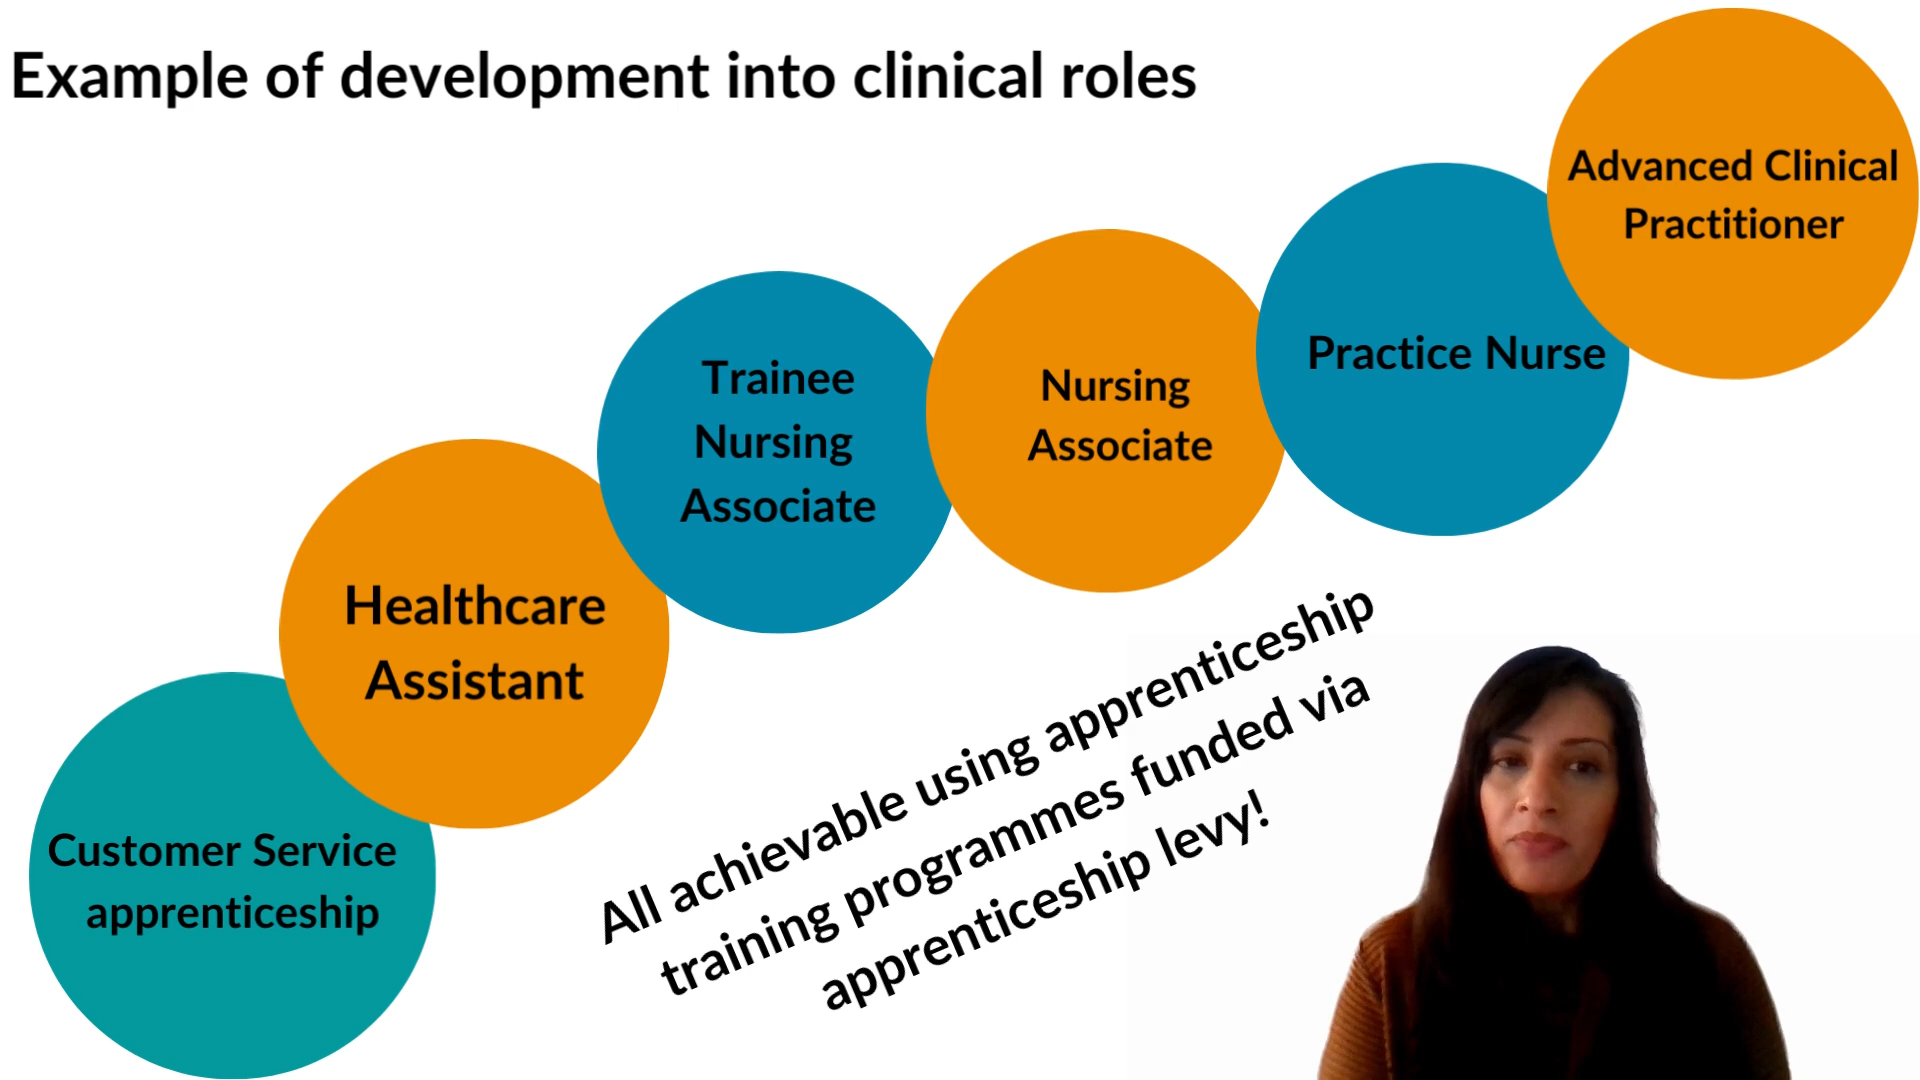 Example of development into clinical roles
Advanced Clinical
Practitioner
Practice Nurse
Nursing
Associate
Trainee
Nursing
Associate
Healthcare
Assistant
Customer Service
apprenticeship
All achievable using apprenticeship
training programmes funded via
apprenticeship levy!